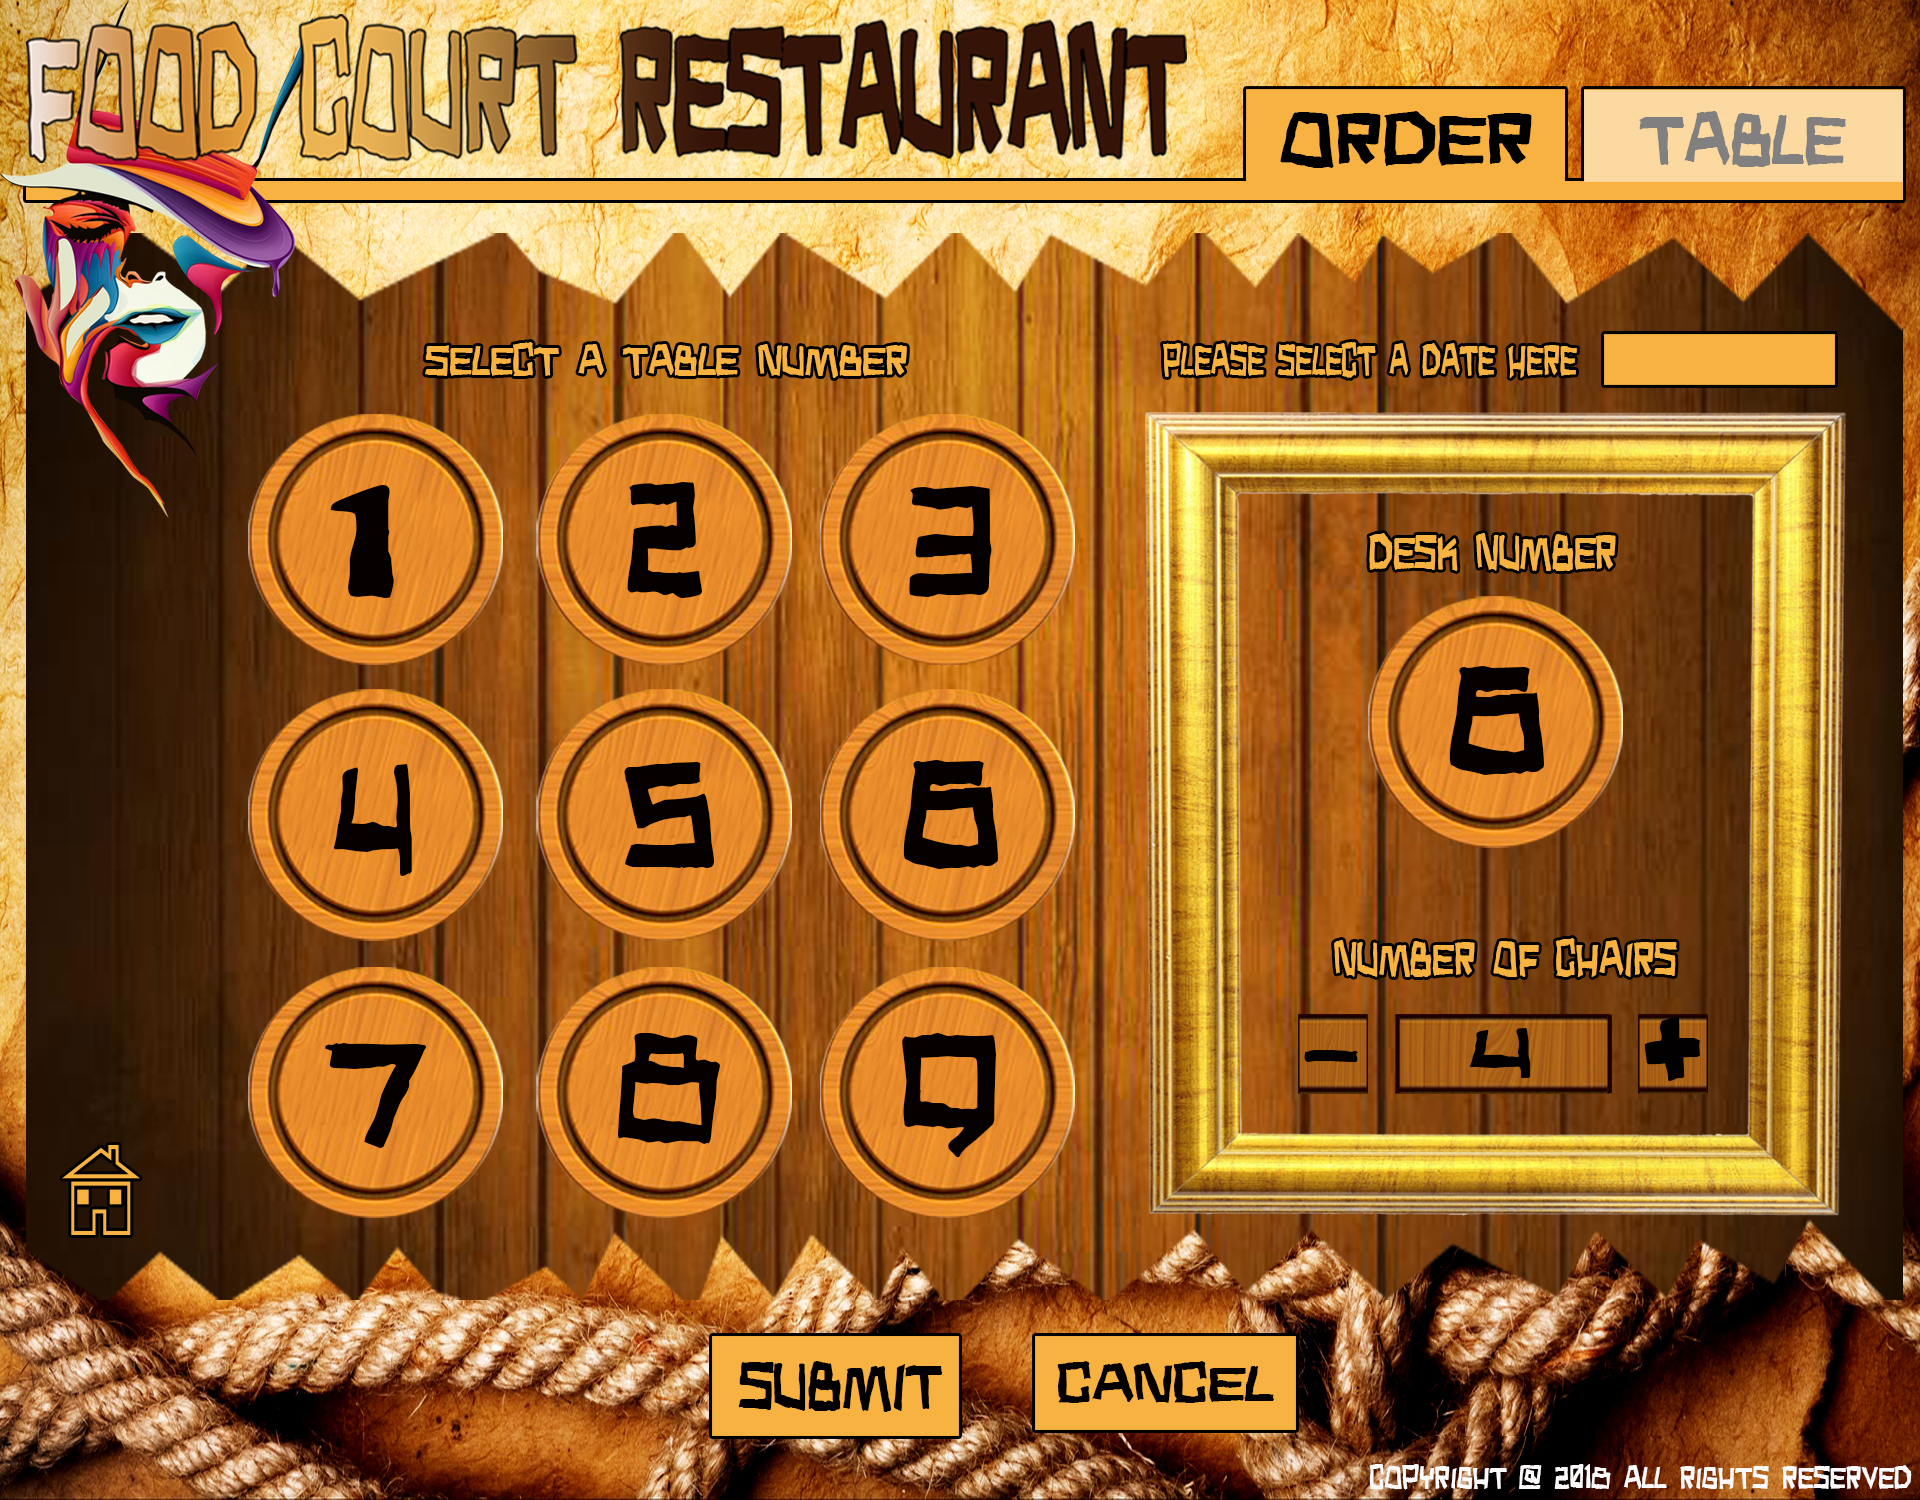 FOOD COURT RESTAURANT
ORDER
TABLE
SELECT A TABLE NUMBER
PLEASE SELECT A DATE HERE
1 2 3
4 5 6
7 8 9
DESK NUMBER
6
NUMBER OF CHAIRS
- 4 +
SUBMIT
CANCEL
COPYRIGHT @ 2018 ALL RIGHTS RESERVED